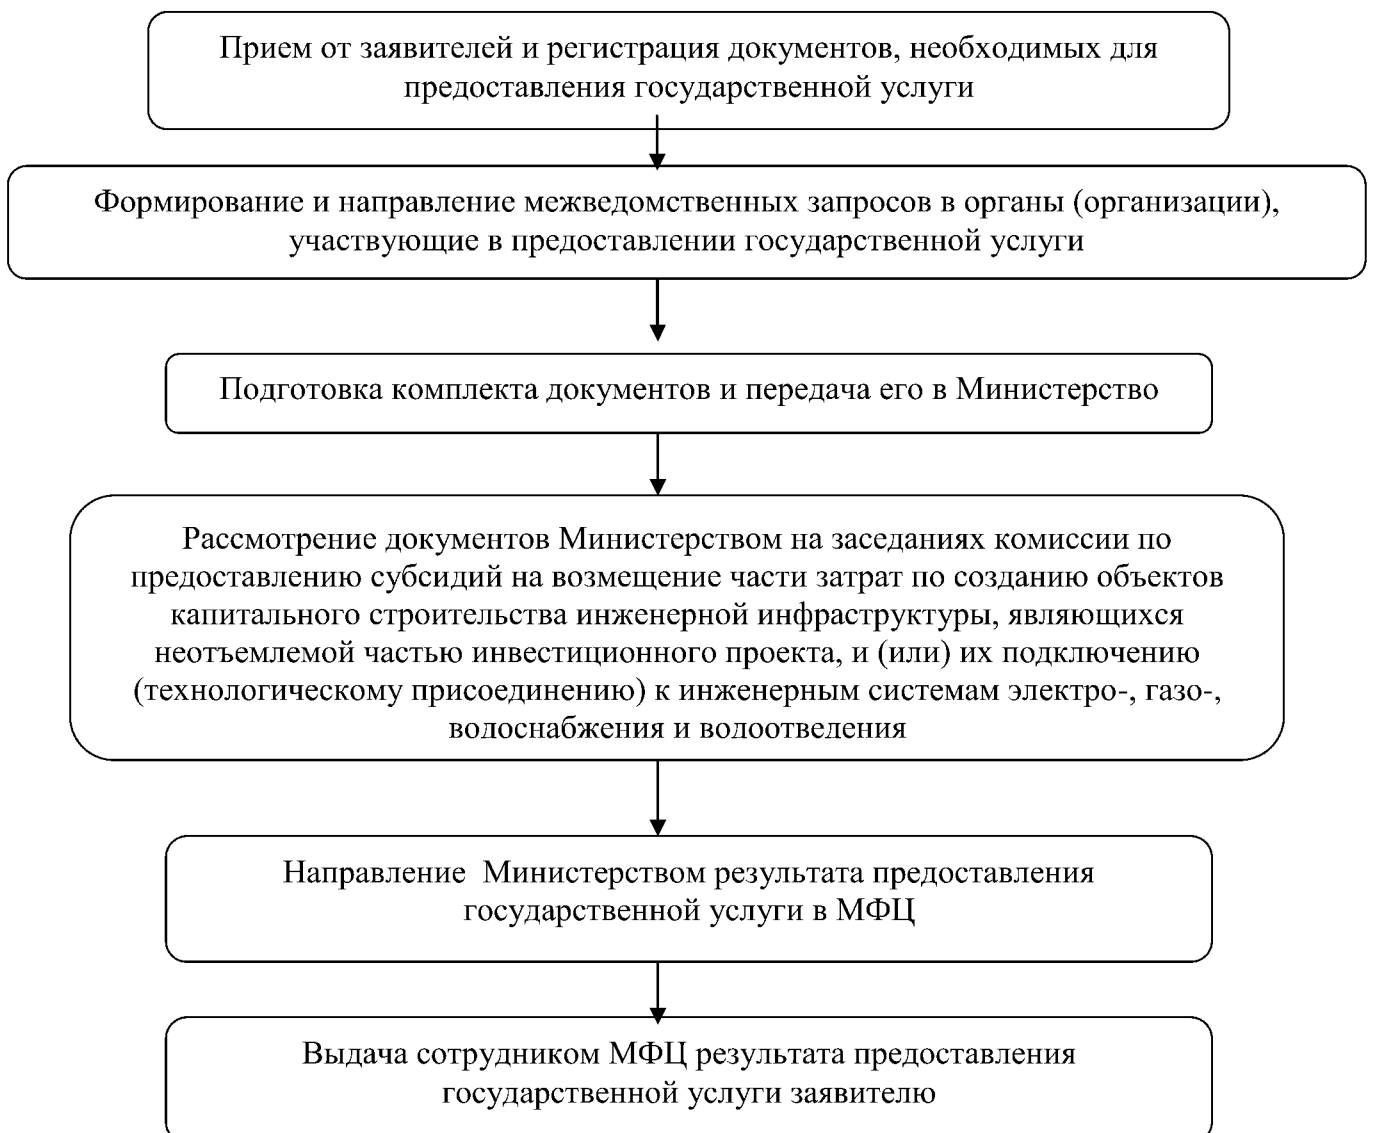 Прием от заявителей и регистрация документов, необходимых для
предоставления государственной услуги
Формирование и направление межведомственных запросов в органы (организации),
участвующие в предоставлении государственной услуги
Подготовка комплекта документов и передача его в Министерство
Рассмотрение документов Министерством на заседаниях комиссии по
предоставлению субсидий на возмещение части затрат по созданию объектов
капитального строительства инженерной инфраструктуры, являющихся
неотъемлемой частью инвестиционного проекта, и (или) их подключению
(технологическому присоединению) к инженерным системам электро-, газо-,
водоснабжения и водоотведения
Направление  Министерством результата предоставления
государственной услуги в МФЦ
Выдача сотрудником МФЦ результата предоставления
государственной услуги заявителю